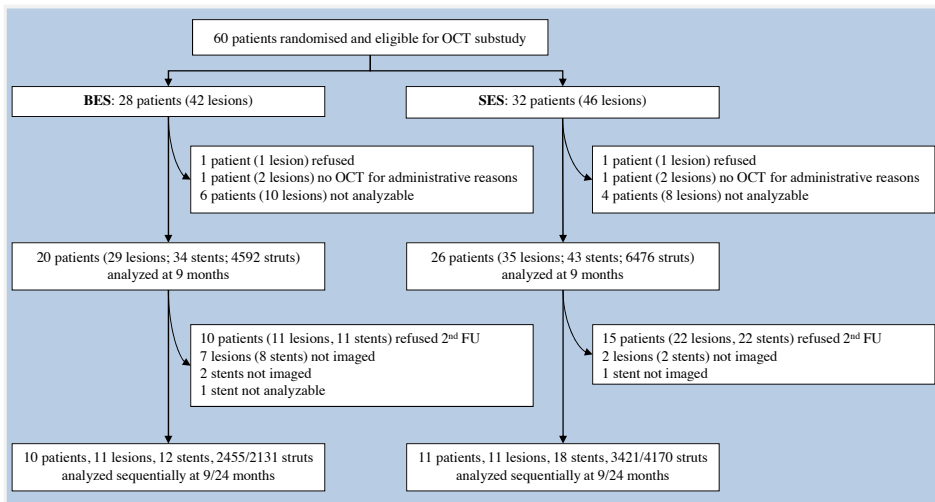 60 patients randomised and eligible for OCT substudy
BES: 28 patients (42 lesions)
SES: 32 patients (46 lesions)
1 patient (1 lesion) refused
1 patient (2 lesions) no OCT for administrative reasons
6 patients (10 lesions) not analyzable
1 patient (1 lesion) refused
1 patient (2 lesions) no OCT for administrative reasons
4 patients (8 lesions) not analyzable
20 patients (29 lesions; 34 stents; 4592 struts)
analyzed at 9 months
26 patients (35 lesions; 43 stents; 6476 struts)
analyzed at 9 months
10 patients (11 lesions, 11 stents) refused 2nd FU
7 lesions (8 stents) not imaged
2 stents not imaged
1 stent not analyzable
15 patients (22 lesions, 22 stents) refused 2nd FU
2 lesions (2 stents) not imaged
1 stent not imaged
10 patients, 11 lesions, 12 stents, 2455/2131 struts
analyzed sequentially at 9/24 months
11 patients, 11 lesions, 18 stents, 3421/4170 struts
analyzed sequentially at 9/24 months